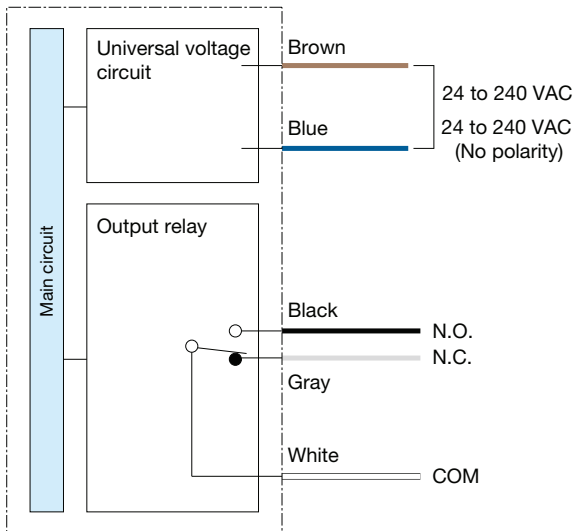 Universal voltage
circuit
Brown
24 to 240 VAC
Blue
24 to 240 VAC
(No polarity)
Main circuit
Output relay
Black
N.O.
N.C.
Gray
White
COM